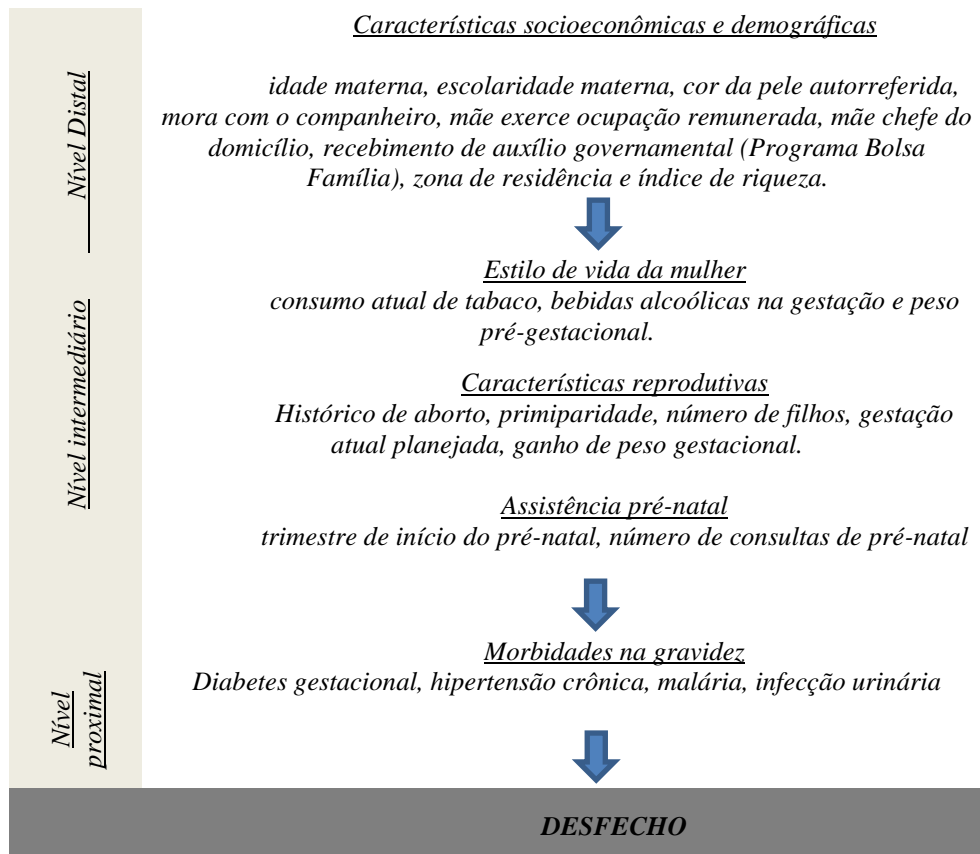 Características socioeconômicas e demográficas
Nível Distal
idade materna, escolaridade materna, cor da pele autorreferida,
mora com o companheiro, mãe exerce ocupação remunerada, mãe chefe do
domicílio, recebimento de auxílio governamental (Programa Bolsa
Família), zona de residência e índice de riqueza.
Nível intermediário
Estilo de vida da mulher
consumo atual de tabaco, bebidas alcoólicas na gestação e peso
pré-gestacional.
Características reprodutivas
Histórico de aborto, primiparidade, número de filhos, gestação
atual planejada, ganho de peso gestacional.
Assistência pré-natal
trimestre de início do pré-natal, número de consultas de pré-natal
Nível
proximal
Morbidades na gravidez
Diabetes gestacional, hipertensão crônica, malária, infecção urinária
DESFECHO